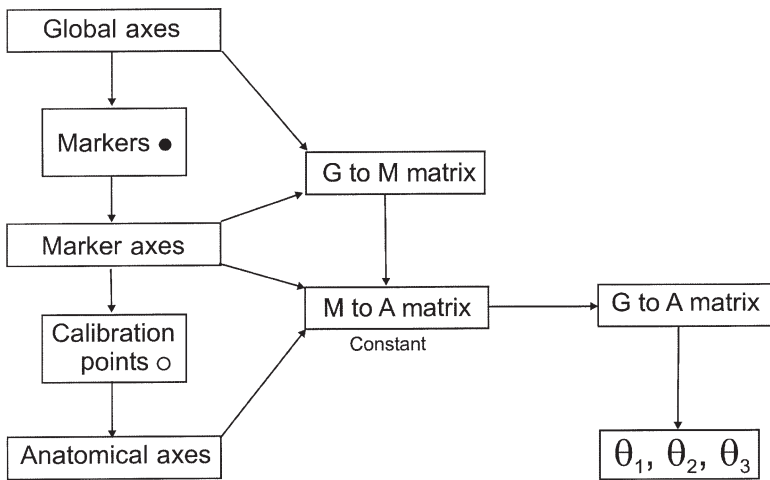 Global axes
Markers ●
G to M matrix
Marker axes
M to A matrix
Constant
G to A matrix
Calibration
points ○
Anatomical axes
θ₁, θ₂, θ₃